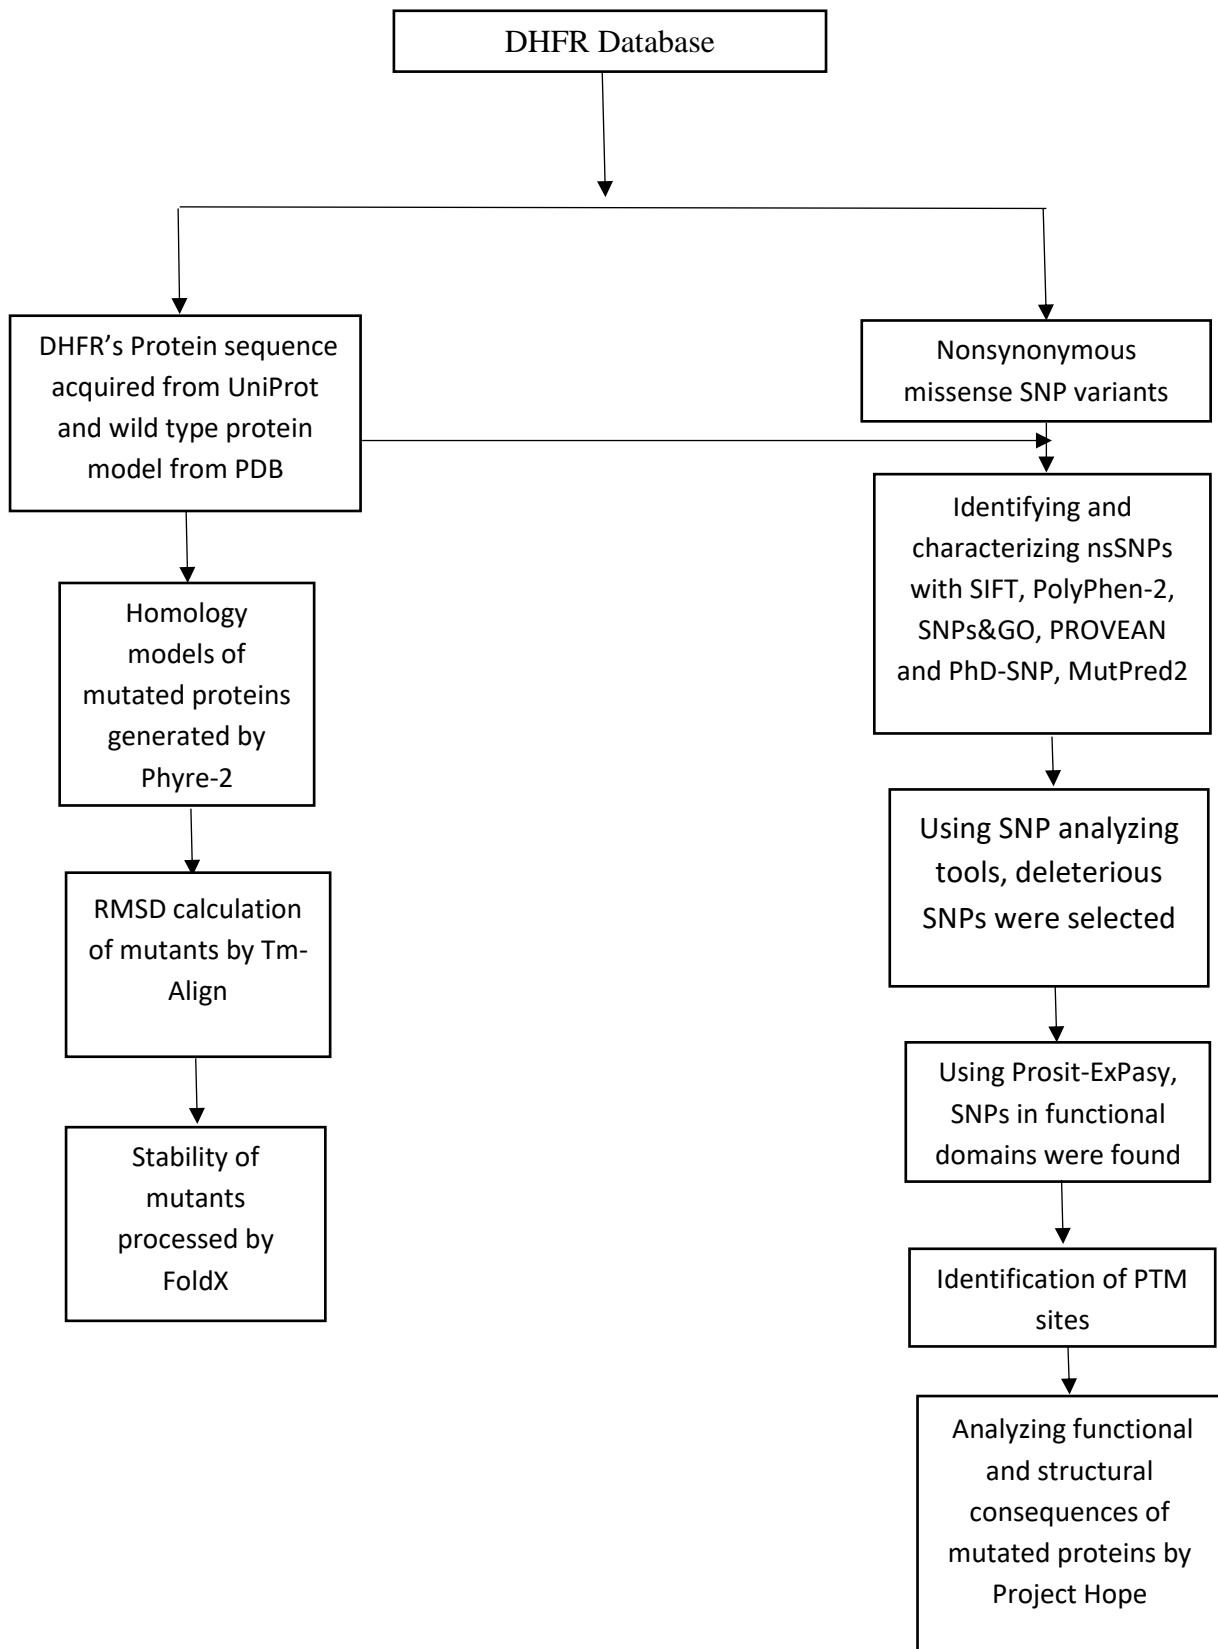 DHFR Database
DHFR’s Protein sequence
acquired from UniProt
and wild type protein
model from PDB
Homology
models of
mutated proteins
generated by
Phyre-2
RMSD calculation
of mutants by Tm-
Align
Stability of
mutants
processed by
FoldX
Nonsynonymous
missense SNP variants
Identifying and
characterizing nsSNPs
with SIFT, PolyPhen-2,
SNPs&GO, PROVEAN
and PhD-SNP, MutPred2
Using SNP analyzing
tools, deleterious
SNPs were selected
Using Prosit-ExPasy,
SNPs in functional
domains were found
Identification of PTM
sites
Analyzing functional
and structural
consequences of
mutated proteins by
Project Hope